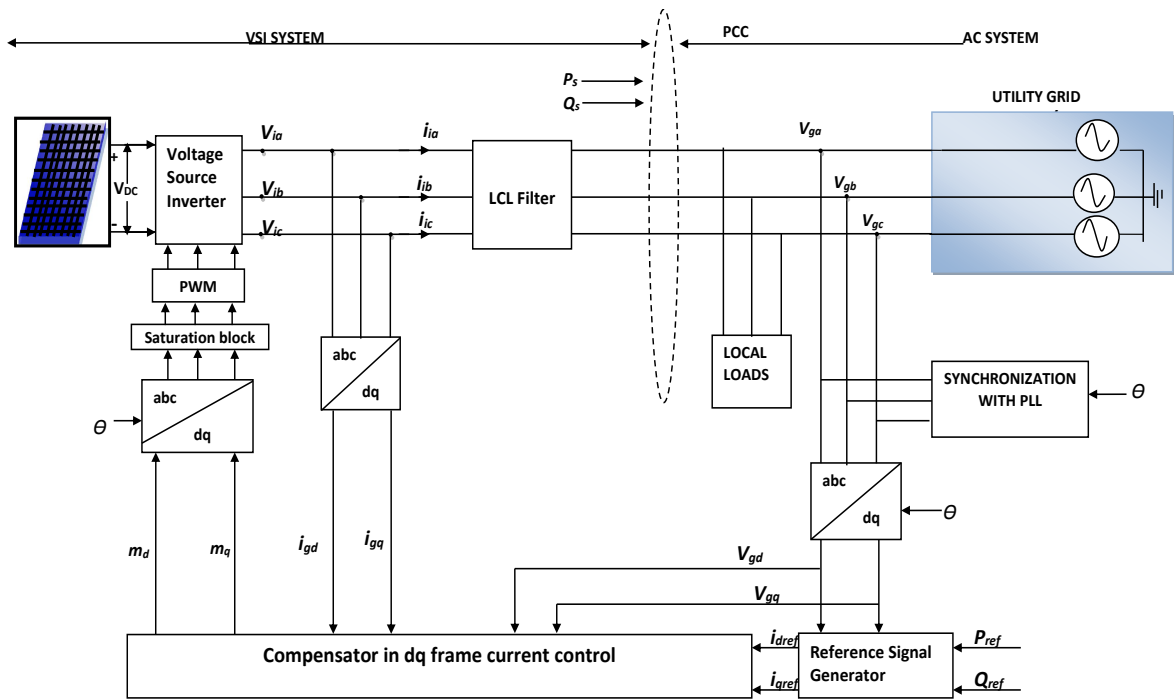 VSI SYSTEM
PCC
AC SYSTEM
Ps
Qs
UTILITY GRID
Via
iia
Vga
+
Voltage
Source
Inverter
VDC
Vib
iib
LCL Filter
Vgb
-
Vic
iic
Vgc
PWM
Saturation block
abc
dq
LOCAL
LOADS
abc
dq
θ
SYNCHRONIZATION
WITH PLL
θ
abc
dq
θ
md
mq
igd
igq
Vgd
Vgq
Compensator in dq frame current control
idref
iqref
Reference Signal
Generator
Pref
Qref